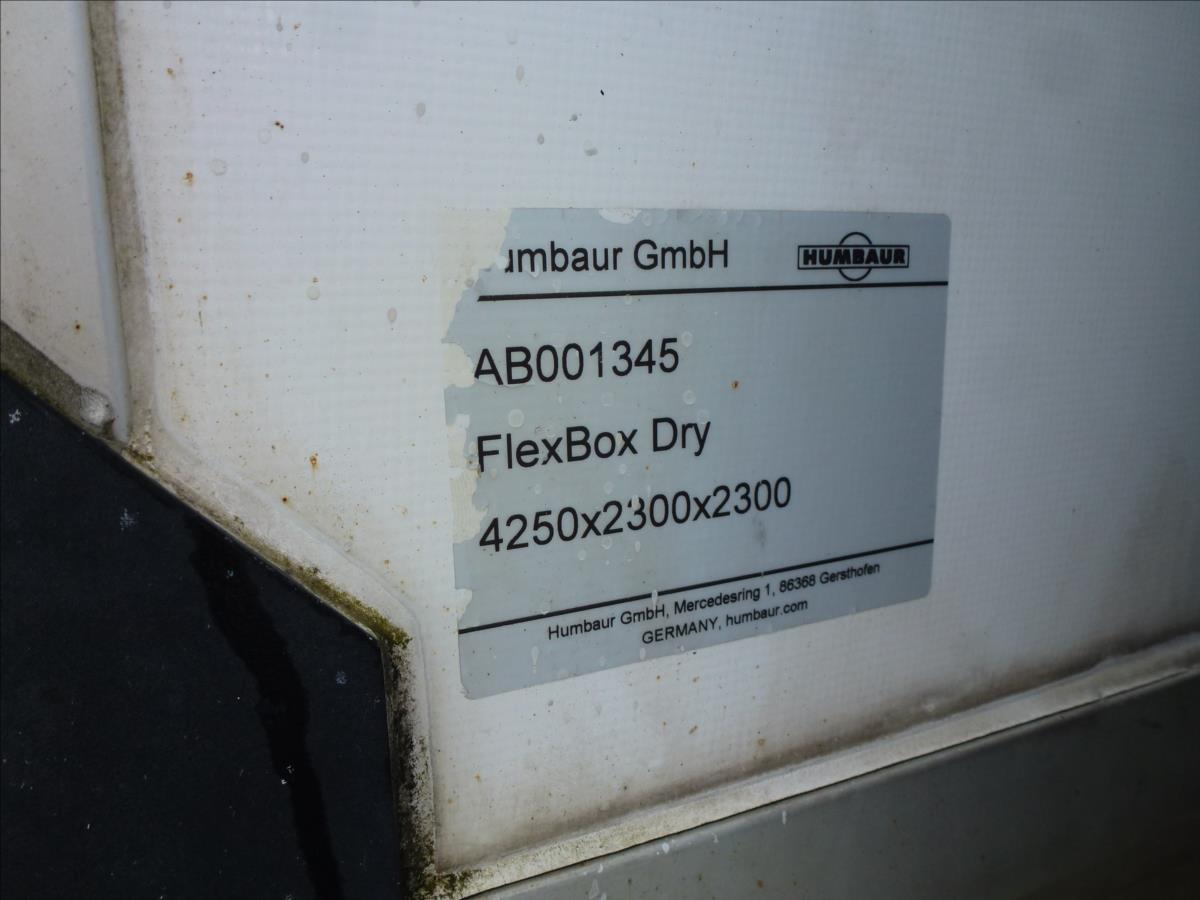 umbaur GmbH
HUMBAUR
AB001345
FlexBox Dry
4250x2300x2300
Humbaur GmbH, Mercedesring 1, 86368 Gersthofen
GERMANY, humbaur.com